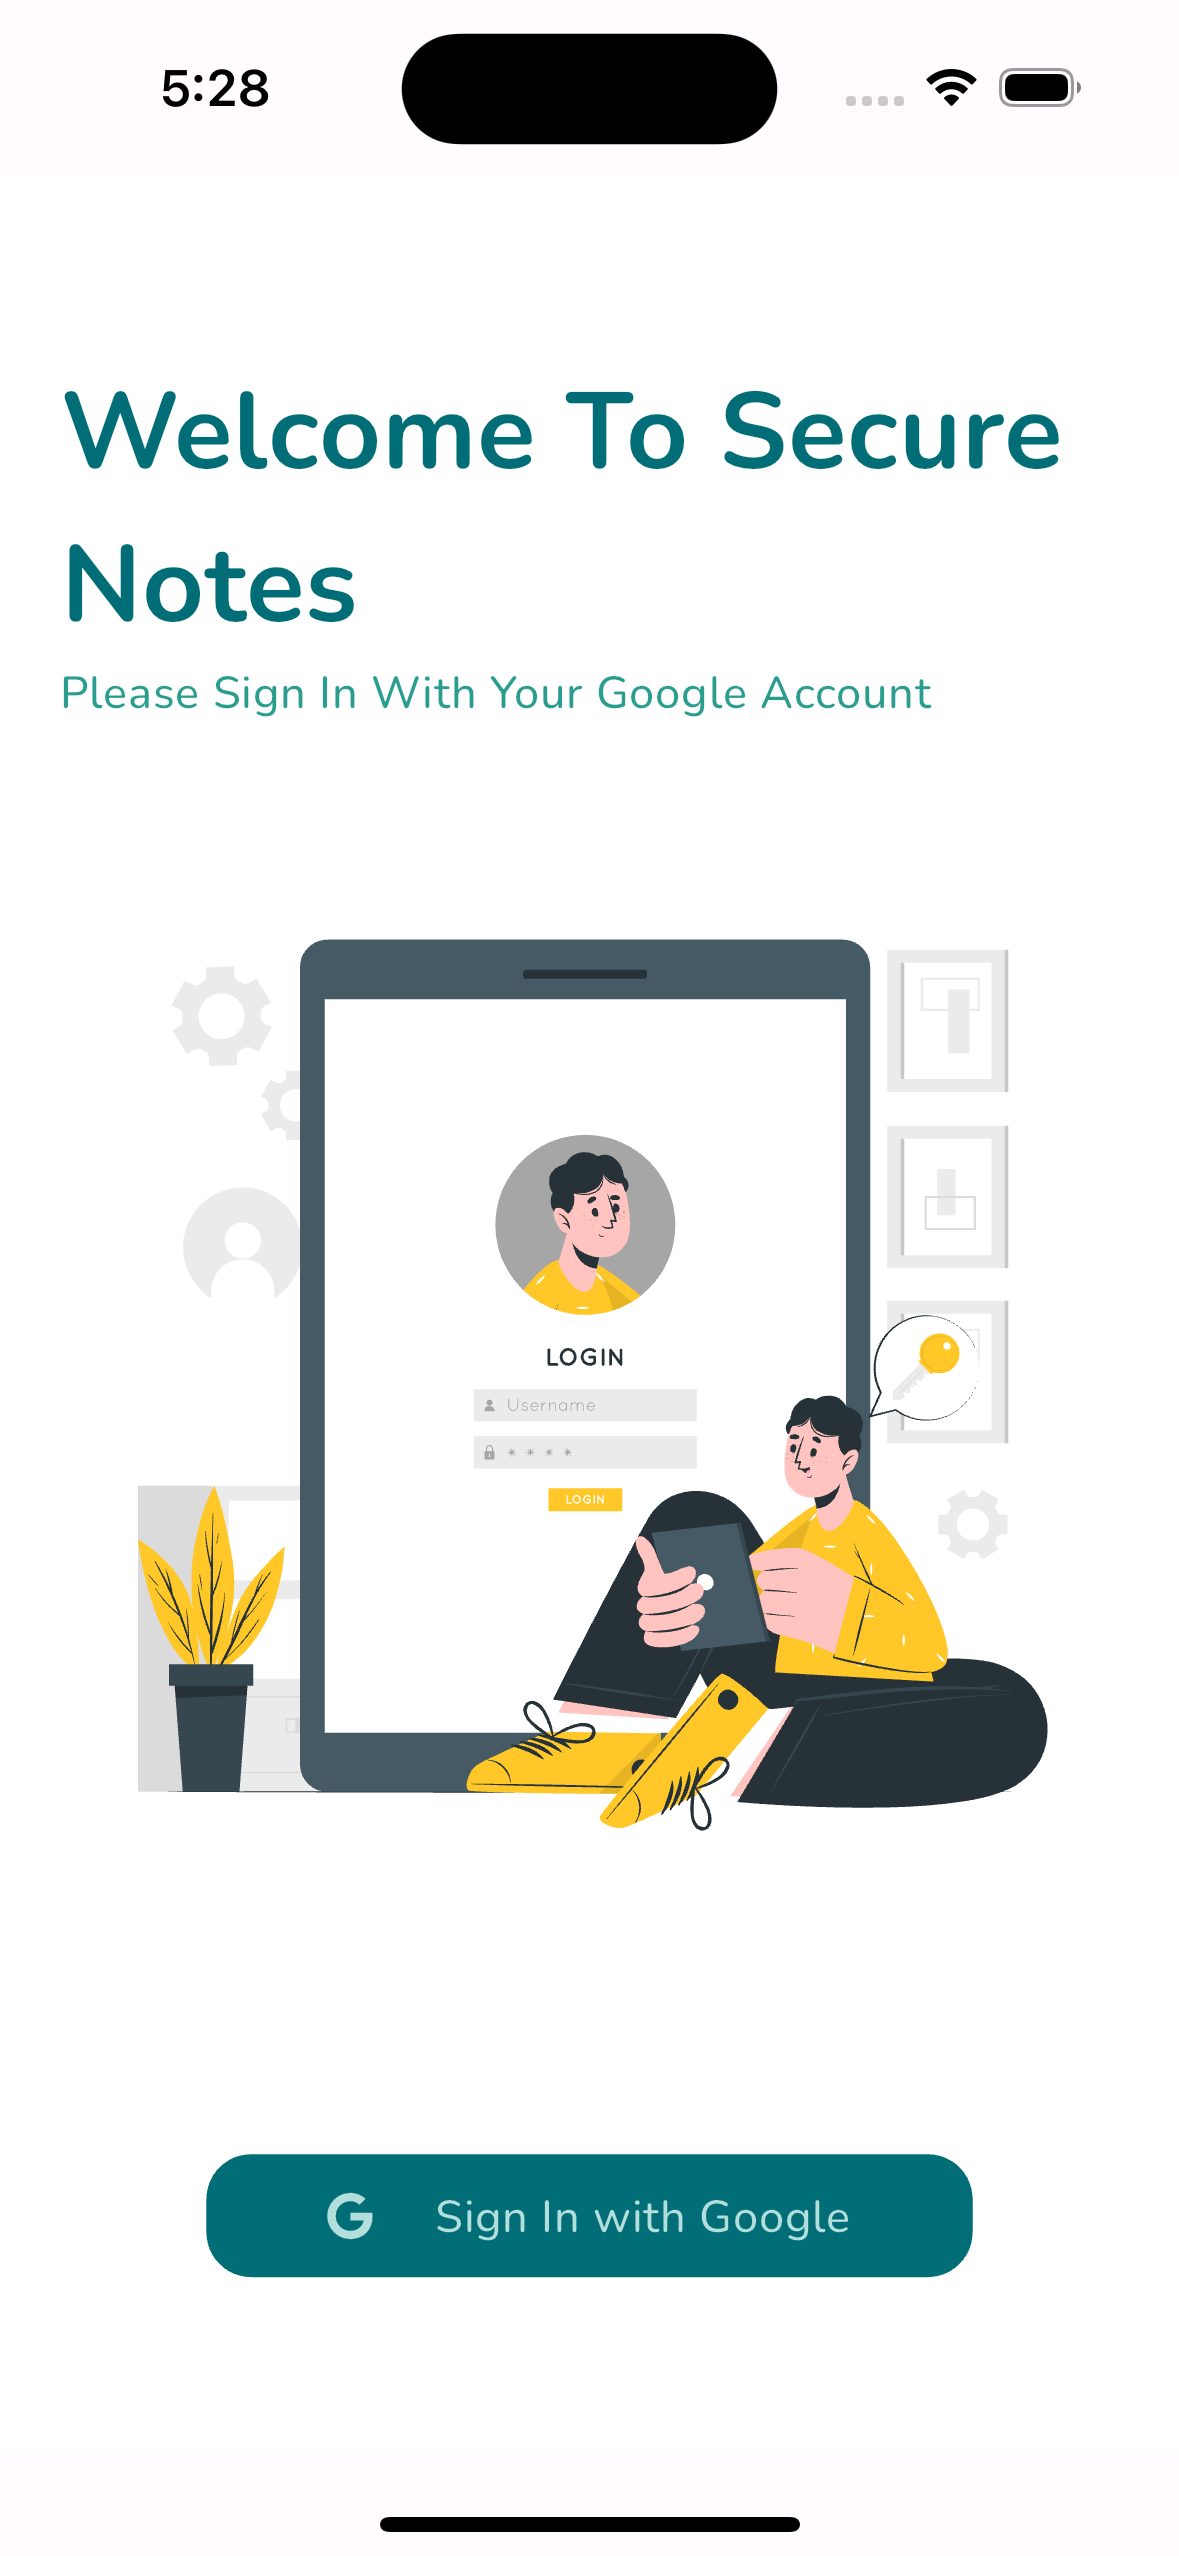 5:28
Welcome To Secure
Notes
Please Sign In With Your Google Account
LOGIN
Username
* * * *
LOGIN
G Sign In with Google